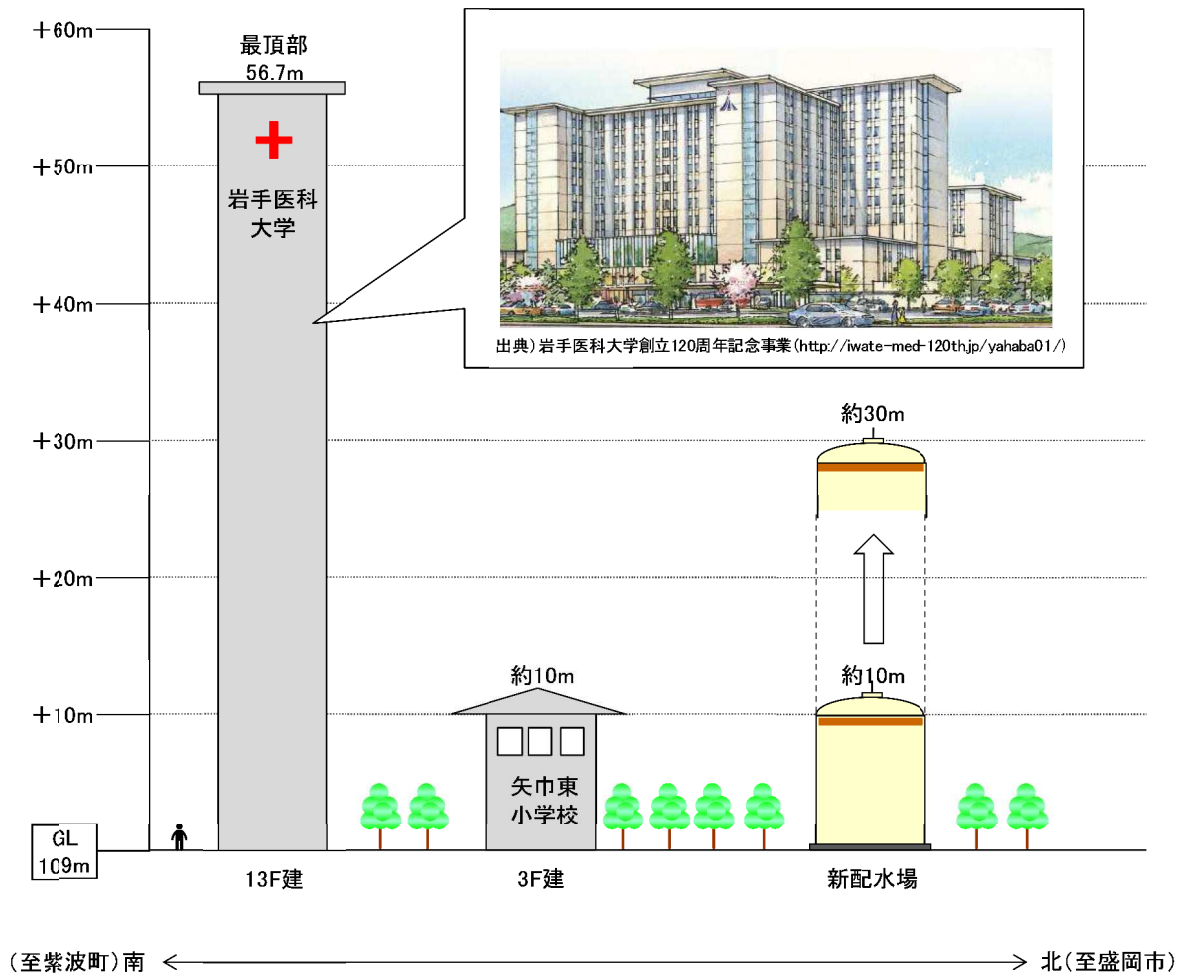 +60m
最頂部
56.7m
+50m
岩手医科
大学
+40m
出典)岩手医科大学創立120周年記念事業(http://iwate-med-120th.jp/yahaba01/)
約30m
+30m
+20m
約10m
約10m
+10m
矢巾東
小学校
GL
109m
13F建
3F建
新配水場
(至紫波町)南
北(至盛岡市)